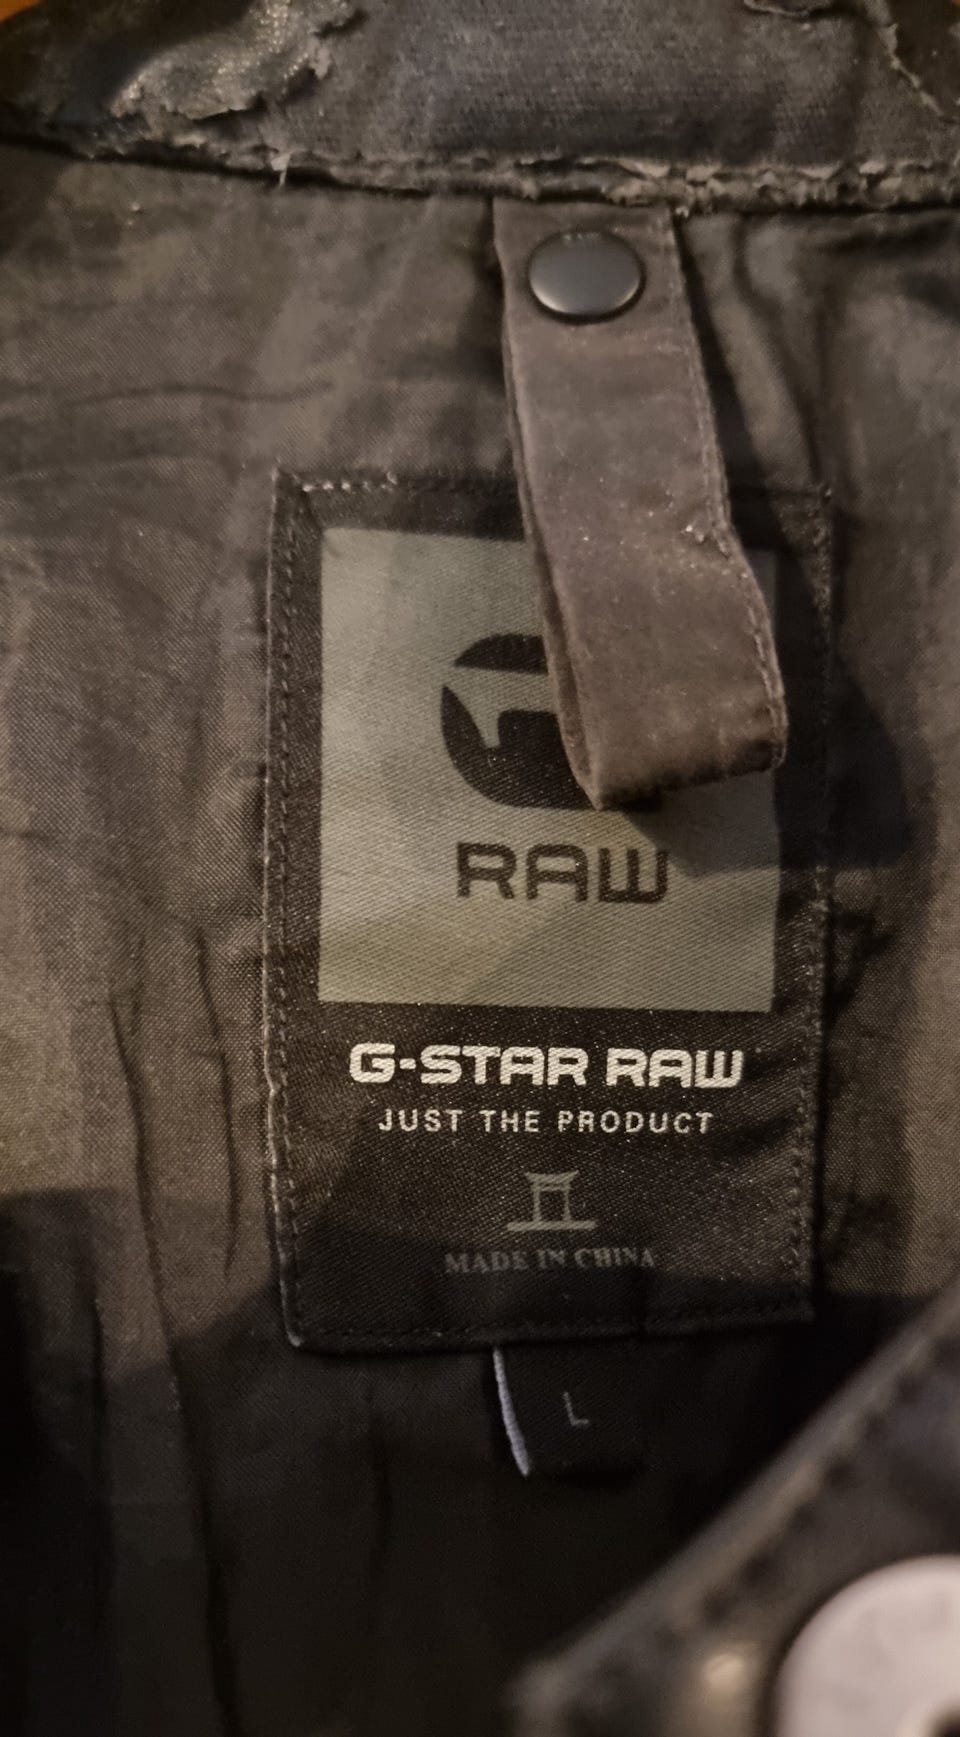 RAW
G-STAR RAW
JUST THE PRODUCT
MADE IN CHINA
L